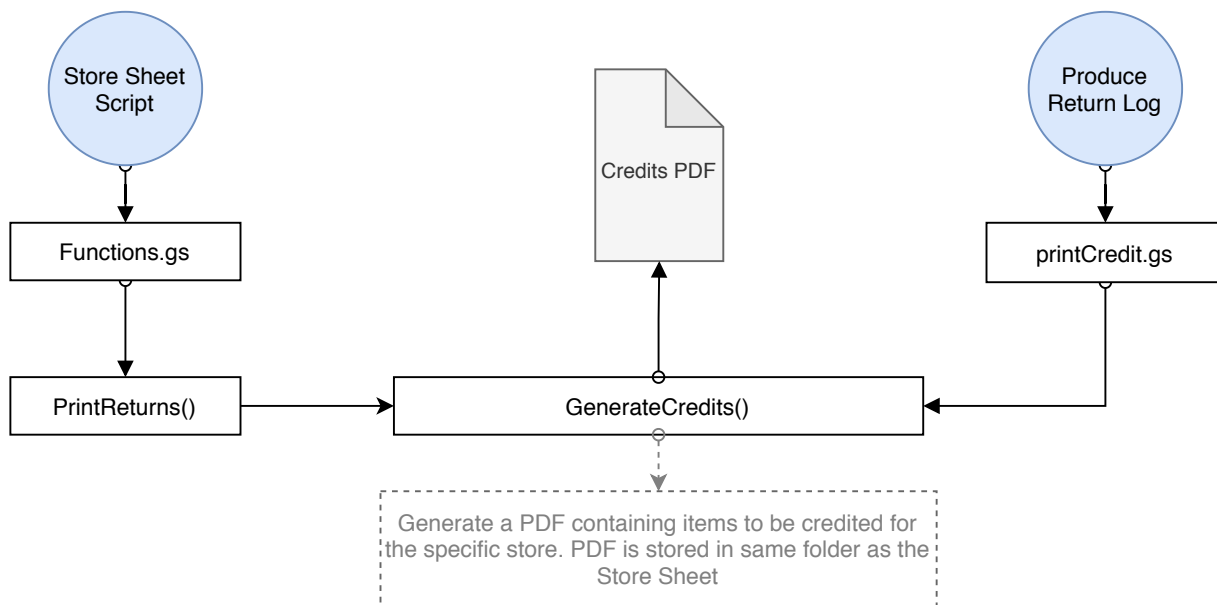 Store Sheet
Script
Produce
Return Log
Credits PDF
Functions.gs
printCredit.gs
PrintReturns()
GenerateCredits()
Generate a PDF containing items to be credited for
the specific store. PDF is stored in same folder as the
Store Sheet